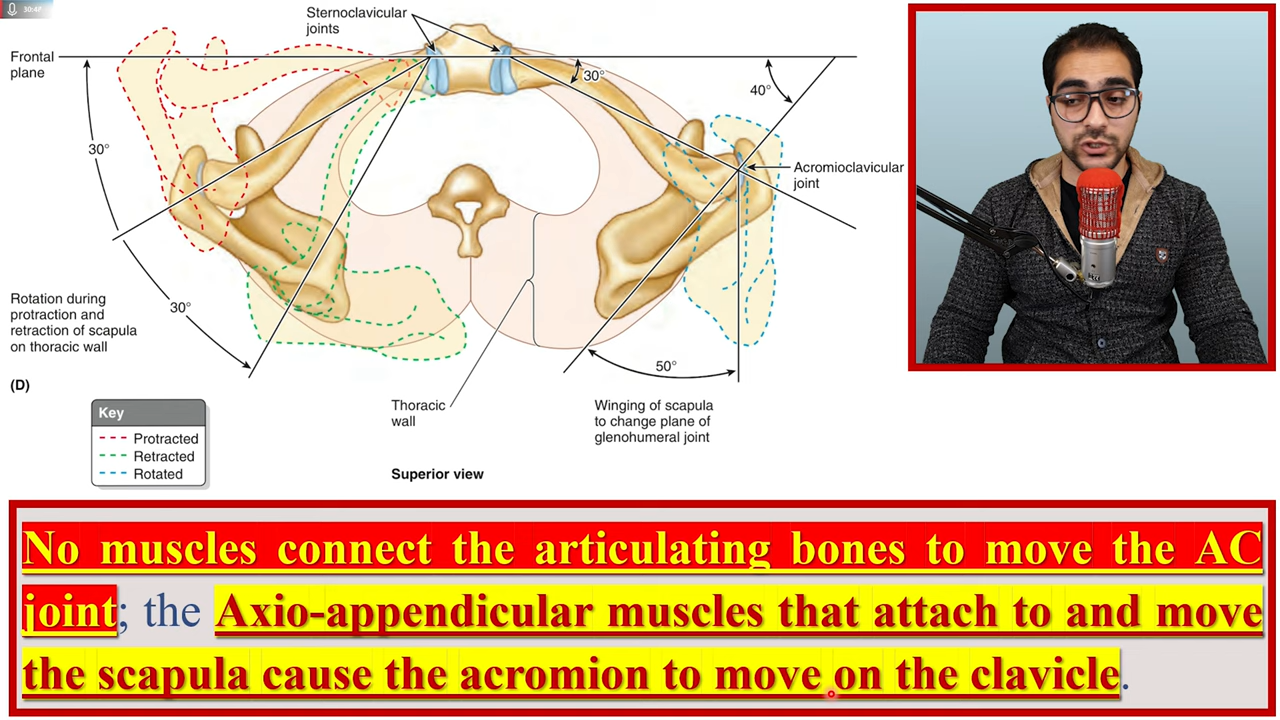 30:47
Sternoclavicular
joints
Frontal
plane
30°
40°
30°
Acromioclavicular
joint
30°
Rotation during
protraction and
retraction of scapula
on thoracic wall
50°
(D)
Thoracic
wall
Winging of scapula
to change plane of
glenohumeral joint
Key
Protracted
Retracted
Rotated
Superior view
No muscles connect the articulating bones to move the AC
joint; the Axio-appendicular muscles that attach to and move
the scapula cause the acromion to move on the clavicle.